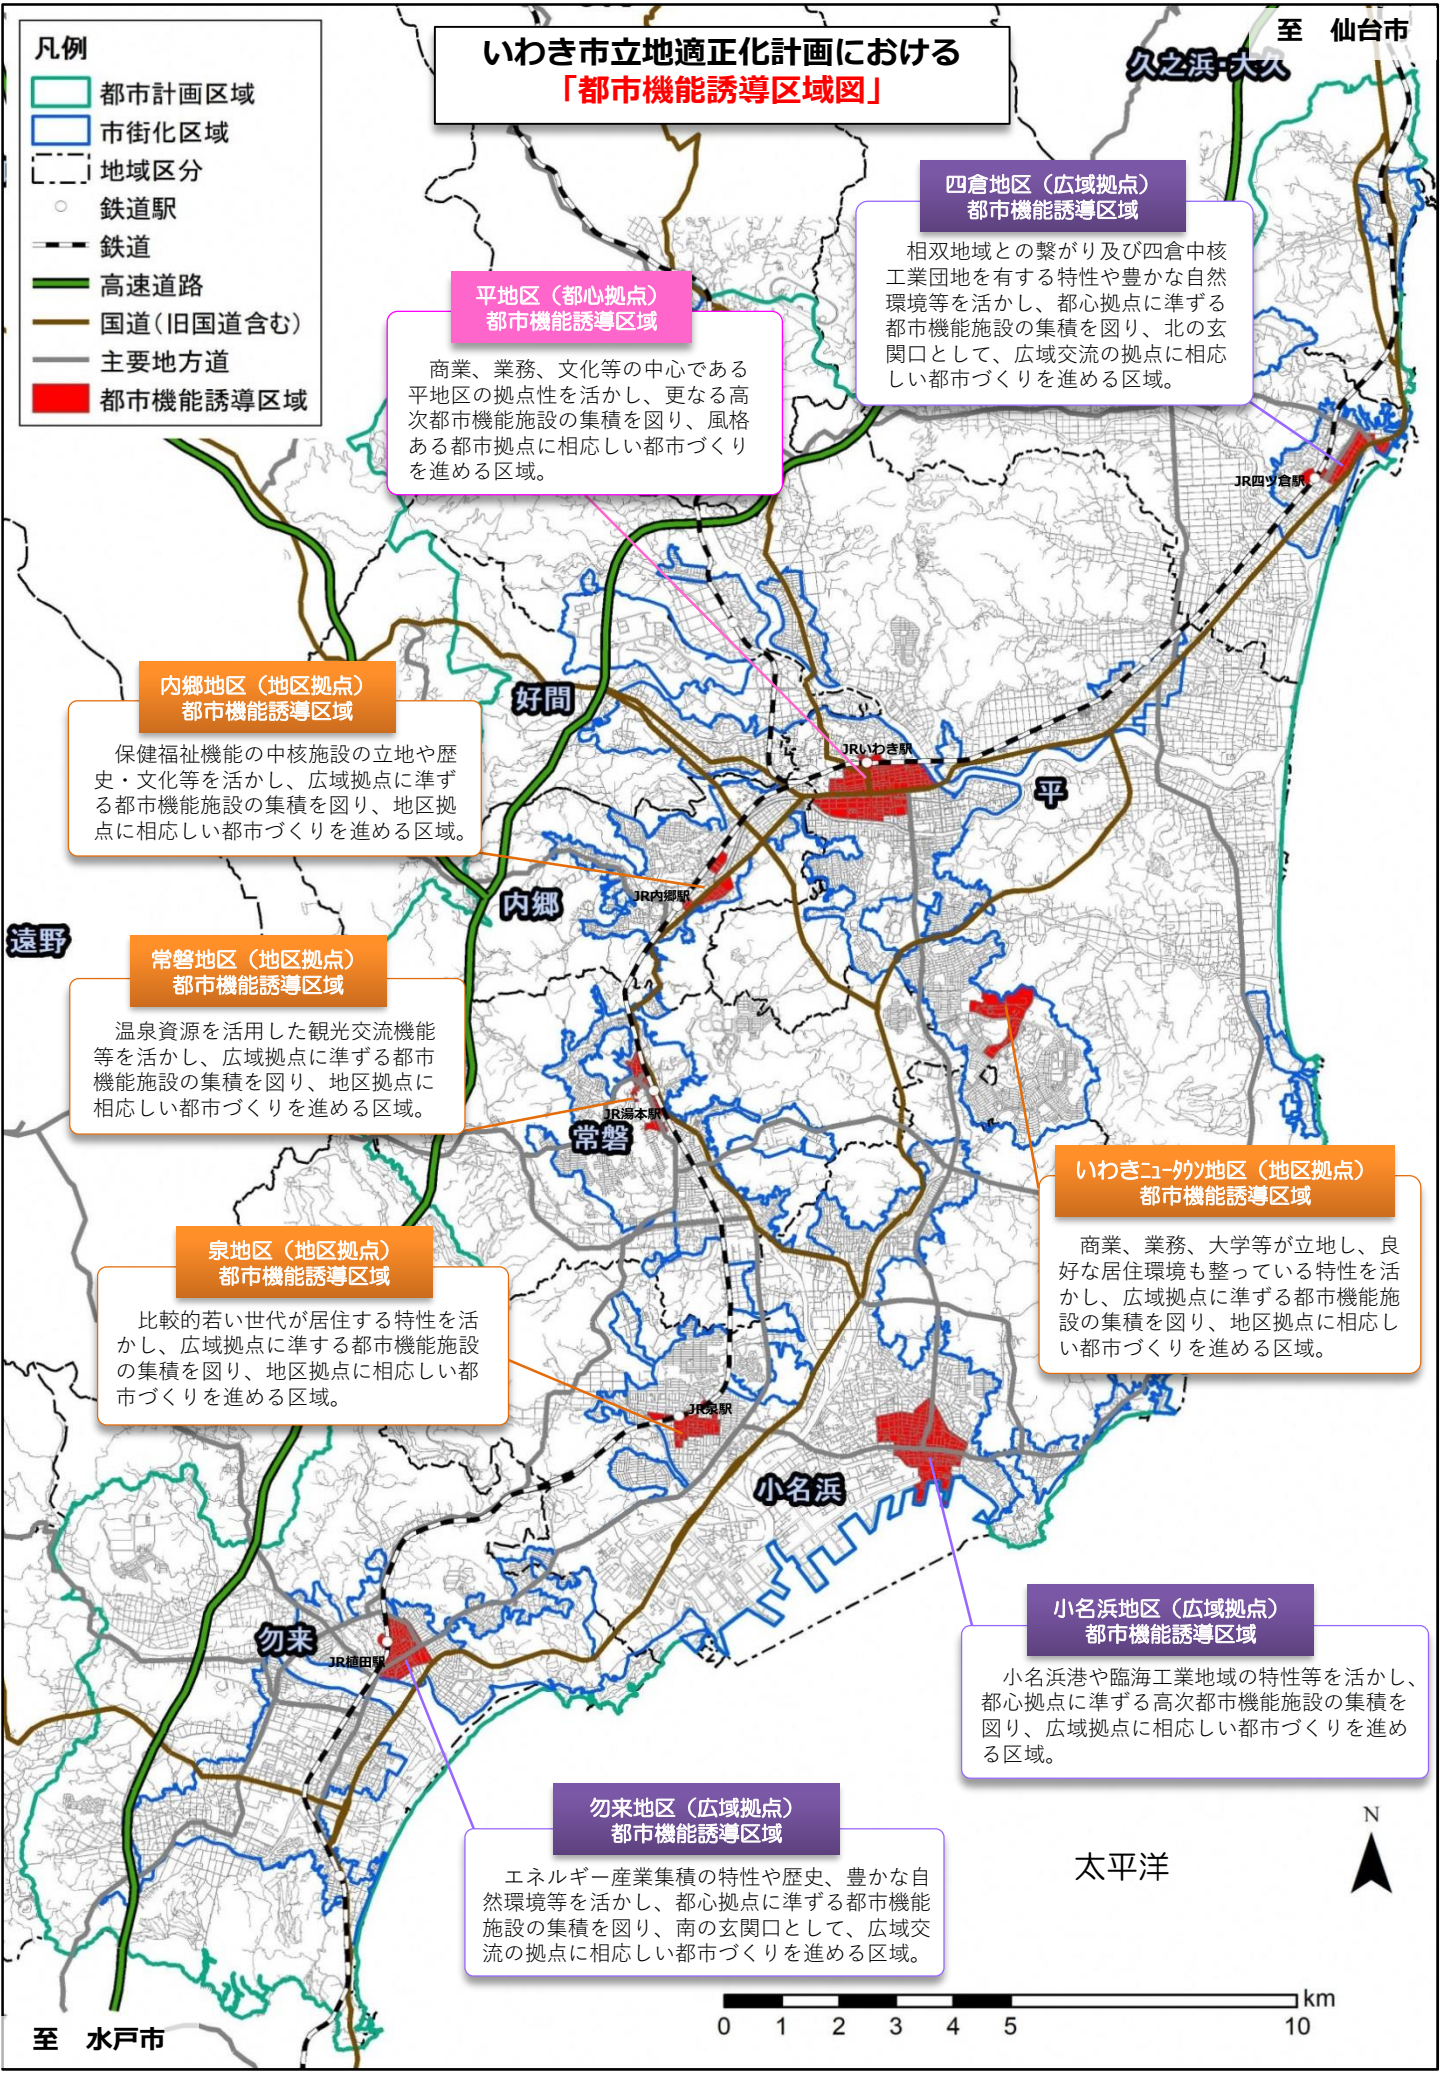 至 仙台市
久之浜・大久
いわき市立地適正化計画における
「都市機能誘導区域図」
凡例
都市計画区域
市街化区域
地域区分
鉄道駅
鉄道
高速道路
国道(旧国道含む)
主要地方道
都市機能誘導区域
四倉地区（広域拠点）
都市機能誘導区域
相双地域との繋がり及び四倉中核
工業団地を有する特性や豊かな自然
環境等を活かし、都心拠点に準ずる
都市機能施設の集積を図り、北の玄
関口として、広域交流の拠点に相応
しい都市づくりを進める区域。
平地区（都心拠点）
都市機能誘導区域
商業、業務、文化等の中心である
平地区の拠点性を活かし、更なる高
次都市機能施設の集積を図り、風格
ある都市拠点に相応しい都市づくり
を進める区域。
JR四ツ倉駅
内郷地区（地区拠点）
都市機能誘導区域
保健福祉機能の中核施設の立地や歴
史・文化等を活かし、広域拠点に準ず
る都市機能施設の集積を図り、地区拠
点に相応しい都市づくりを進める区域。
好間
JRいわき駅
平
JR内郷駅
内郷
遠野
常磐地区（地区拠点）
都市機能誘導区域
温泉資源を活用した観光交流機能
等を活かし、広域拠点に準ずる都市
機能施設の集積を図り、地区拠点に
相応しい都市づくりを進める区域。
JR湯本駅
常磐
いわきﾆｭｰﾀｳﾝ地区（地区拠点）
都市機能誘導区域
商業、業務、大学等が立地し、良
好な居住環境も整っている特性を活
かし、広域拠点に準ずる都市機能施
設の集積を図り、地区拠点に相応し
い都市づくりを進める区域。
泉地区（地区拠点）
都市機能誘導区域
比較的若い世代が居住する特性を活
かし、広域拠点に準する都市機能施設
の集積を図り、地区拠点に相応しい都
市づくりを進める区域。
JR泉駅
小名浜
小名浜地区（広域拠点）
都市機能誘導区域
小名浜港や臨海工業地域の特性等を活かし、
都心拠点に準ずる高次都市機能施設の集積を
図り、広域拠点に相応しい都市づくりを進め
る区域。
勿来
JR植田駅
勿来地区（広域拠点）
都市機能誘導区域
エネルギー産業集積の特性や歴史、豊かな自
然環境等を活かし、都心拠点に準ずる都市機能
施設の集積を図り、南の玄関口として、広域交
流の拠点に相応しい都市づくりを進める区域。
太平洋
N
km
0 1 2 3 4 5 10
至 水戸市